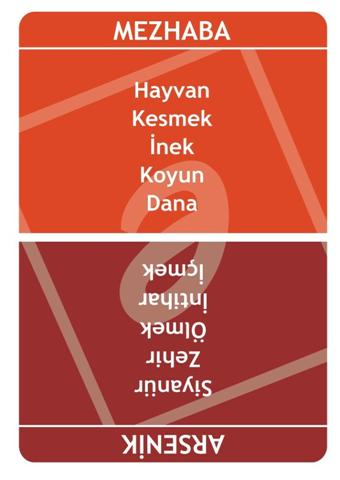 MEZHABA
Hayvan
Kesmek
İnek
Koyun
Dana
ARSENİK
Siyanür
Zehir
Ölmek
İntihar
İçmek